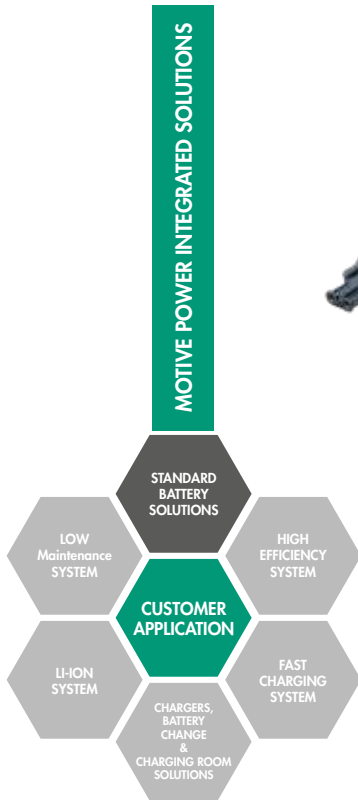 MOTIVE POWER INTEGRATED SOLUTIONS
STANDARD
BATTERY
SOLUTIONS
LOW
Maintenance
SYSTEM
HIGH
EFFICIENCY
SYSTEM
CUSTOMER
APPLICATION
LI-ION
SYSTEM
FAST
CHARGING
SYSTEM
CHARGERS,
BATTERY
CHANGE
&
CHARGING ROOM
SOLUTIONS